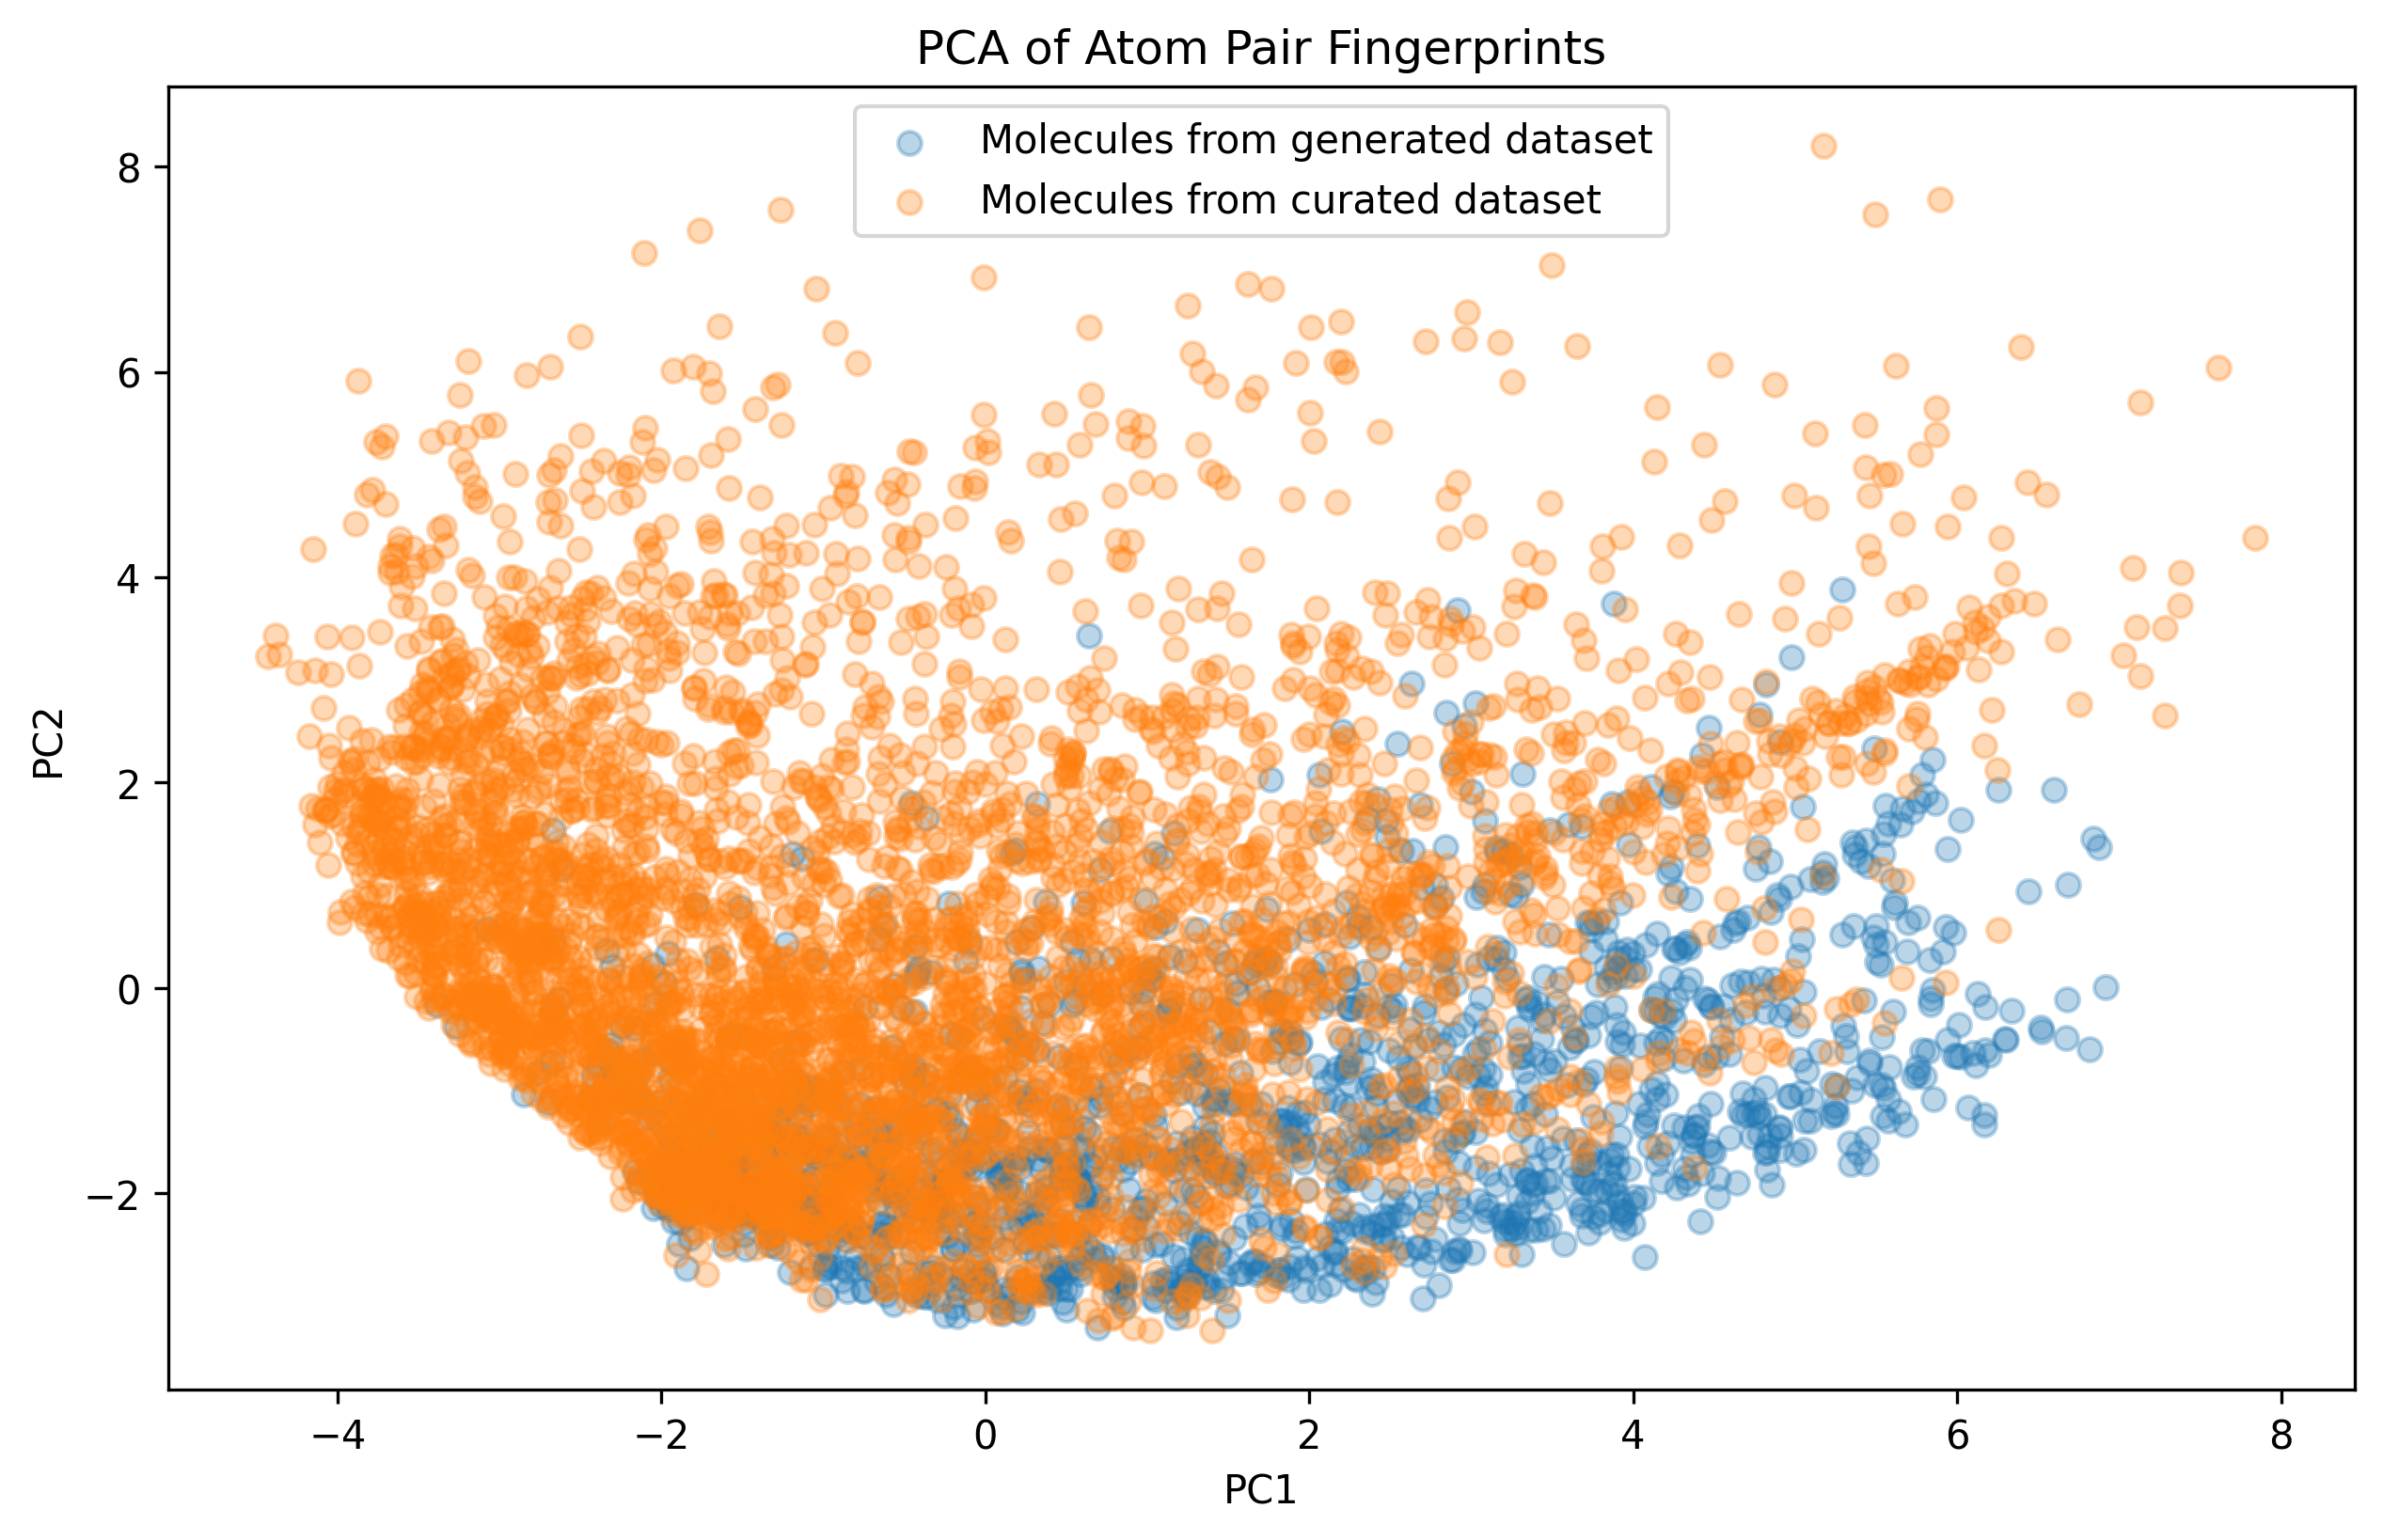 PCA of Atom Pair Fingerprints
Molecules from generated dataset
Molecules from curated dataset
8
6
4
2
0
−2
PC2
−4
−2
0
2
4
6
8
PC1